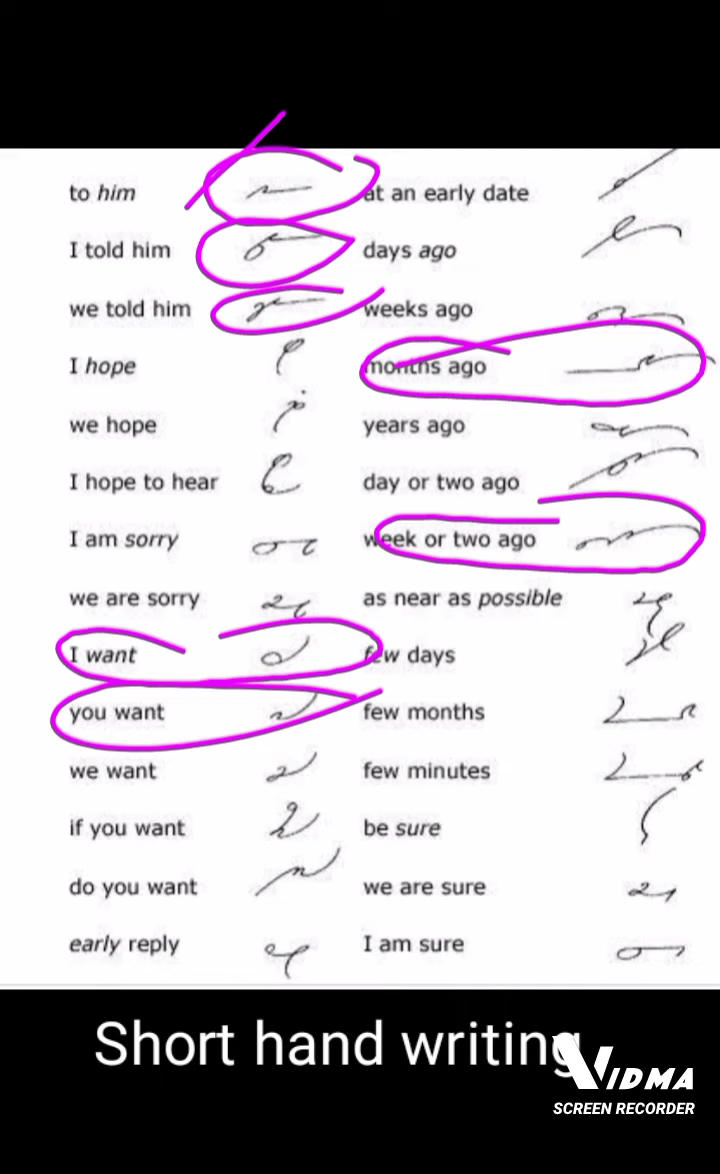 to him at an early date
I told him days ago
we told him weeks ago
I hope months ago
we hope years ago
I hope to hear day or two ago
I am sorry week or two ago
we are sorry as near as possible
I want few days
you want few months
we want few minutes
if you want be sure
do you want we are sure
early reply I am sure
Short hand writing
VIDMA
SCREEN RECORDER